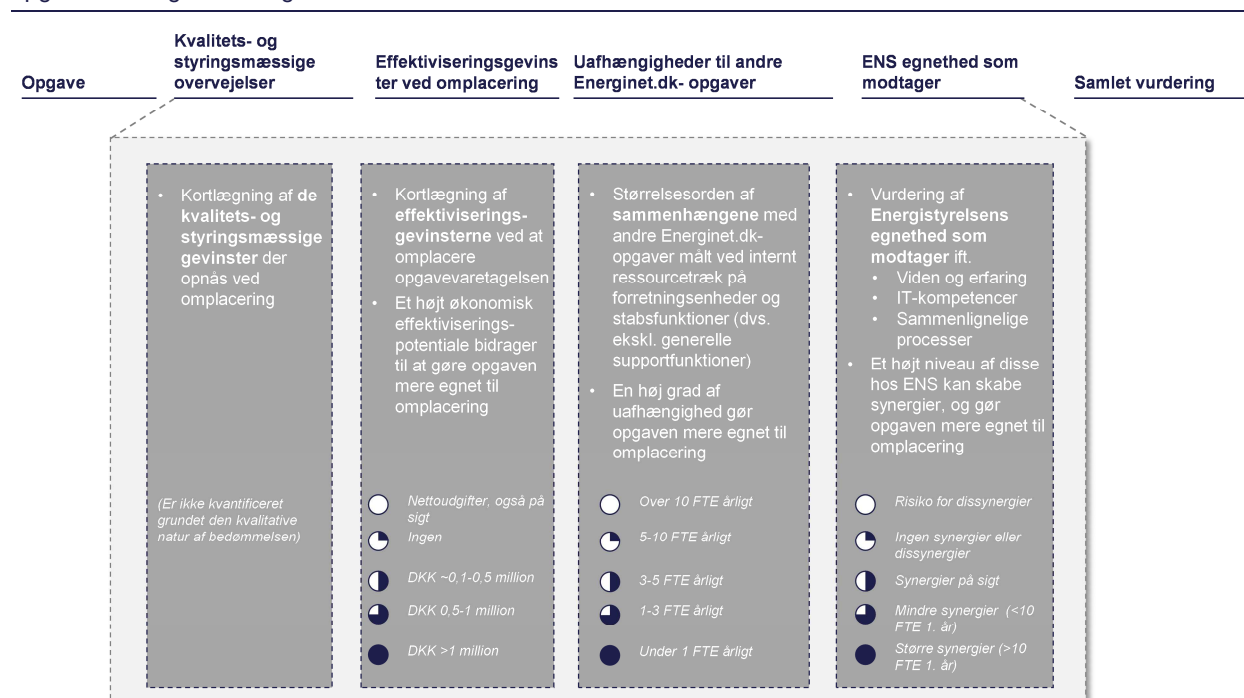 Opgave
Kvalitets- og
styringsmæssige
overvejelser
Effektiviseringsgevins
ter ved omplacering
Uafhængigheder til andre
Energinet.dk- opgaver
ENS egnethed som
modtager
Samlet vurdering
• Kortlægning af de
kvalitets- og
styringsmæssige
gevinster der
opnås ved
omplacering
(Er ikke kvantificeret
grundet den kvalitative
natur af bedømmelsen)
• Kortlægning af
effektiviserings-
gevinsterne ved at
omplacere
opgavevaretagelsen
• Et højt økonomisk
effektiviserings-
potentiale bidrager
til at gøre opgaven
mere egnet til
omplacering
Nettoudgifter, også på
sigt
Ingen
DKK ~0,1-0,5 million
DKK 0,5-1 million
DKK >1 million
• Størrelsesorden af
sammenhængene med
andre Energinet.dk-
opgaver målt ved internt
ressourcetræk på
forretningsenheder og
stabsfunktioner (dvs.
ekskl. generelle
supportfunktioner)
• En høj grad af
uafhængighed gør
opgaven mere egnet til
omplacering
Over 10 FTE årligt
5-10 FTE årligt
3-5 FTE årligt
1-3 FTE årligt
Under 1 FTE årligt
• Vurdering af
Energistyrelsens
egnethed som
modtager ift.
• Viden og erfaring
• IT-kompetencer
• Sammenlignelige
processer
• Et højt niveau af disse
hos ENS kan skabe
synergier, og gør
opgaven mere egnet til
omplacering
Risiko for dissynergier
Ingen synergier eller
dissynergier
Synergier på sigt
Mindre synergier (<10
FTE 1. år)
Større synergier (>10
FTE 1. år)